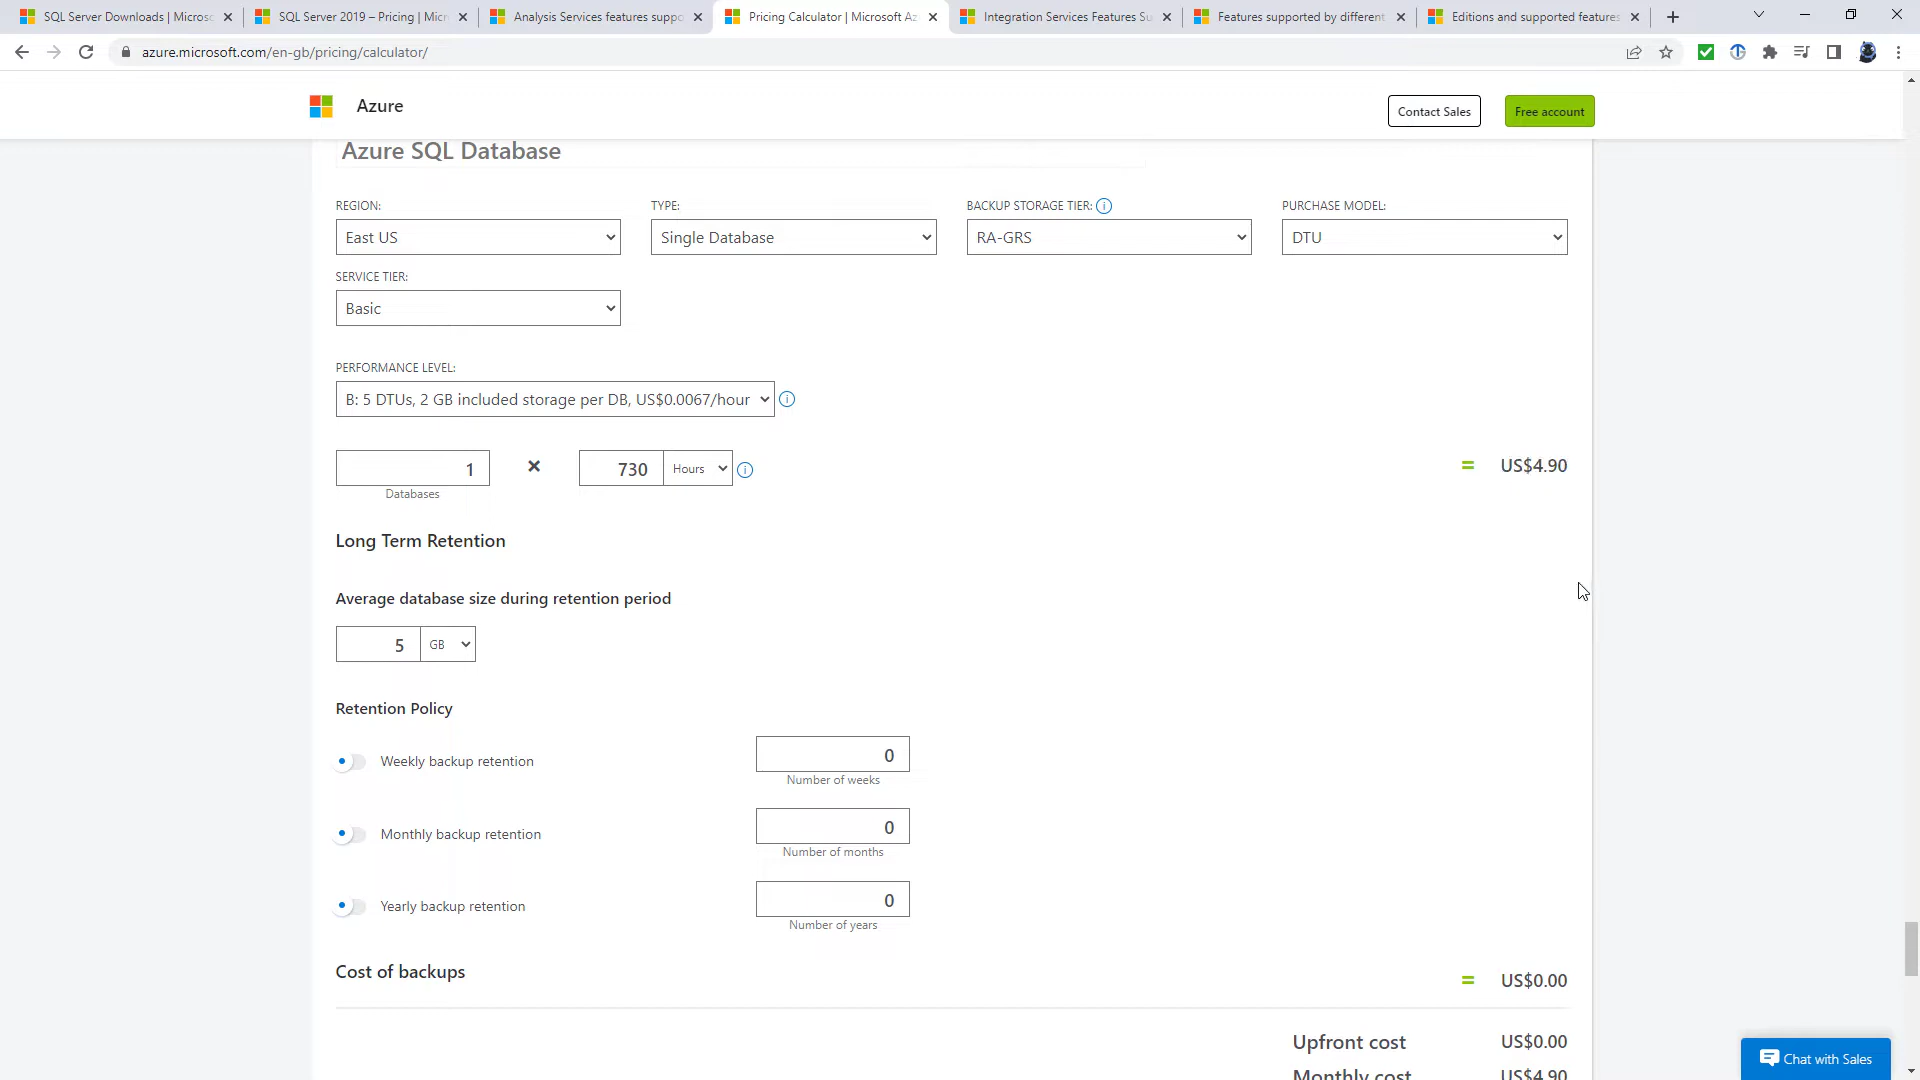 SQL Server Downloads | Microso
SQL Server 2019 – Pricing | Micr
Analysis Services features suppo
Pricing Calculator | Microsoft Az
Integration Services Features Su
Features supported by different
Editions and supported features
azure.microsoft.com/en-gb/pricing/calculator/
Azure
Contact Sales
Free account
Azure SQL Database
REGION:
TYPE:
BACKUP STORAGE TIER:
PURCHASE MODEL:
East US
Single Database
RA-GRS
DTU
SERVICE TIER:
Basic
PERFORMANCE LEVEL:
B: 5 DTUs, 2 GB included storage per DB, US$0.0067/hour
1
×
730
Hours
=
US$4.90
Databases
Long Term Retention
Average database size during retention period
5
GB
Retention Policy
Weekly backup retention
0
Number of weeks
Monthly backup retention
0
Number of months
Yearly backup retention
0
Number of years
Cost of backups
=
US$0.00
Upfront cost
US$0.00
Monthly cost
US$4.90
Chat with Sales